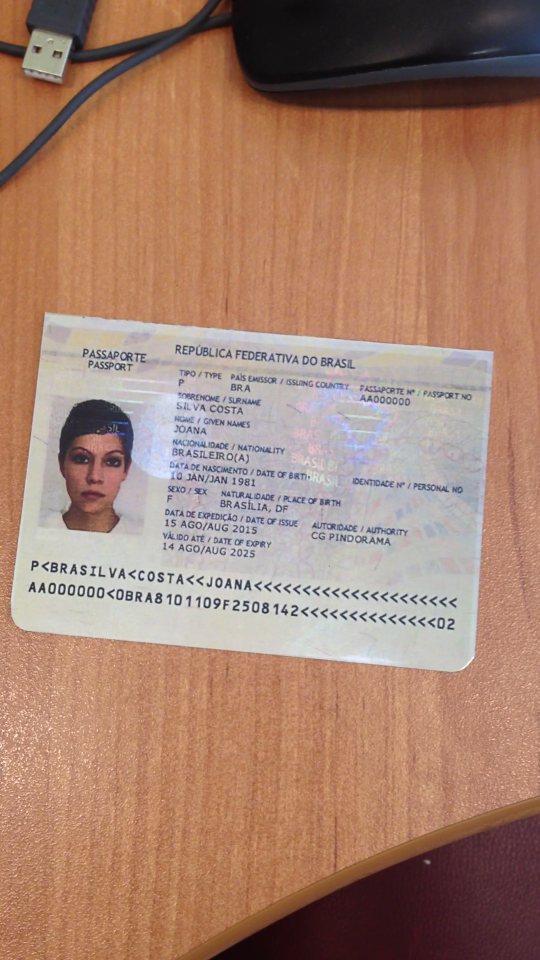 PASSAPORTE
PASSPORT
REPÚBLICA FEDERATIVA DO BRASIL
TIPO / TYPE PAÍS EMISSOR / ISSUING COUNTRY PASSAPORTE Nº / PASSPORT NO
P BRA AA000000
SOBRENOME / SURNAME
SILVA COSTA
NOME / GIVEN NAMES
JOANA
NACIONALIDADE / NATIONALITY
BRASILEIRO(A)
DATA DE NASCIMENTO / DATE OF BIRTH IDENTIDADE Nº / PERSONAL NO
10 JAN/JAN 1981
SEXO / SEX NATURALIDADE / PLACE OF BIRTH
F BRASÍLIA, DF
DATA DE EXPEDIÇÃO / DATE OF ISSUE AUTORIDADE / AUTHORITY
15 AGO/AUG 2015 CG PINDORAMA
VÁLIDO ATÉ / DATE OF EXPIRY
14 AGO/AUG 2025
P<BRASILVA<COSTA<<JOANA<<<<<<<<<<<<<<<<<<<<<
AA000000<0BRA8101109F2508142<<<<<<<<<<<<<<02